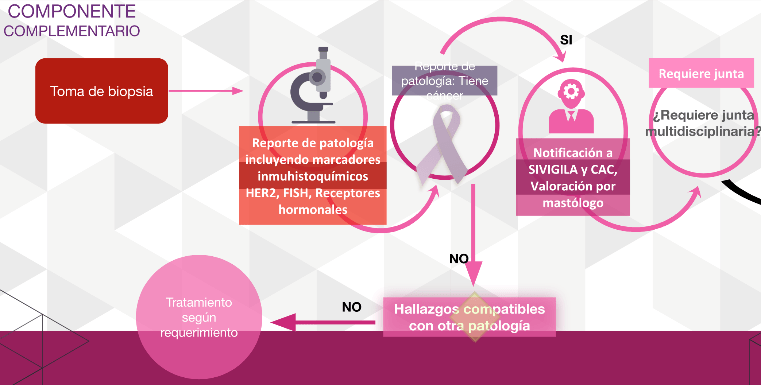 COMPONENTE
COMPLEMENTARIO
Toma de biopsia
Reporte de patología
incluyendo marcadores
inmuhistoquímicos
HER2, FISH, Receptores
hormonales
Reporte de
patología: Tiene
cáncer
SI
Notificación a
SIVIGILA y CAC,
Valoración por
mastólogo
Requiere junta
¿Requiere junta
multidisciplinaria?
NO
Hallazgos compatibles
con otra patología
NO
Tratamiento
según
requerimiento